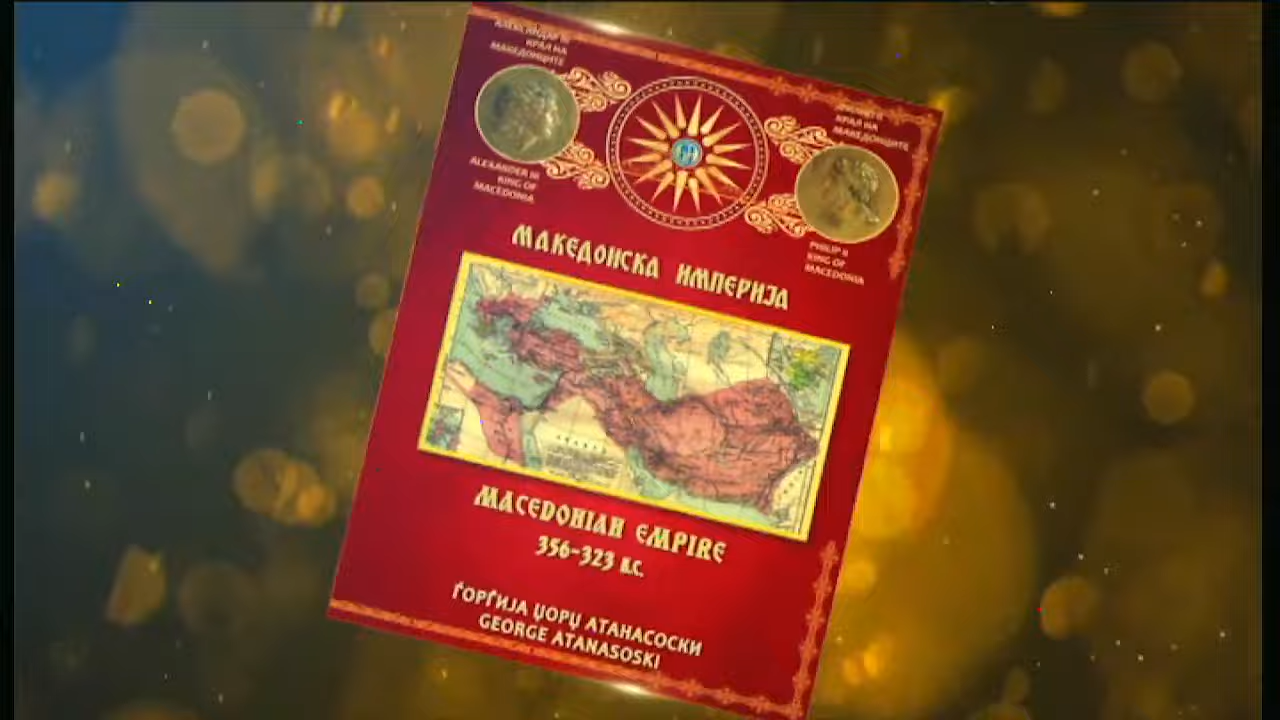 АЛЕКСАНДАР III
КРАЛ НА
МАКЕДОНЦИТЕ
КРАЛ НА
МАКЕДОНЦИТЕ
ALEXANDER III
KING OF
MACEDONIA
PHILIP II
KING OF
MACEDONIA
МАКЕДОНСКА ИМПЕРИЈА
MACEDONIAN EMPIRE
356-323 B.C.
ЃОРЃИЈА ЏОРЏ АТАНАСОСКИ
GEORGE ATANASOSKI